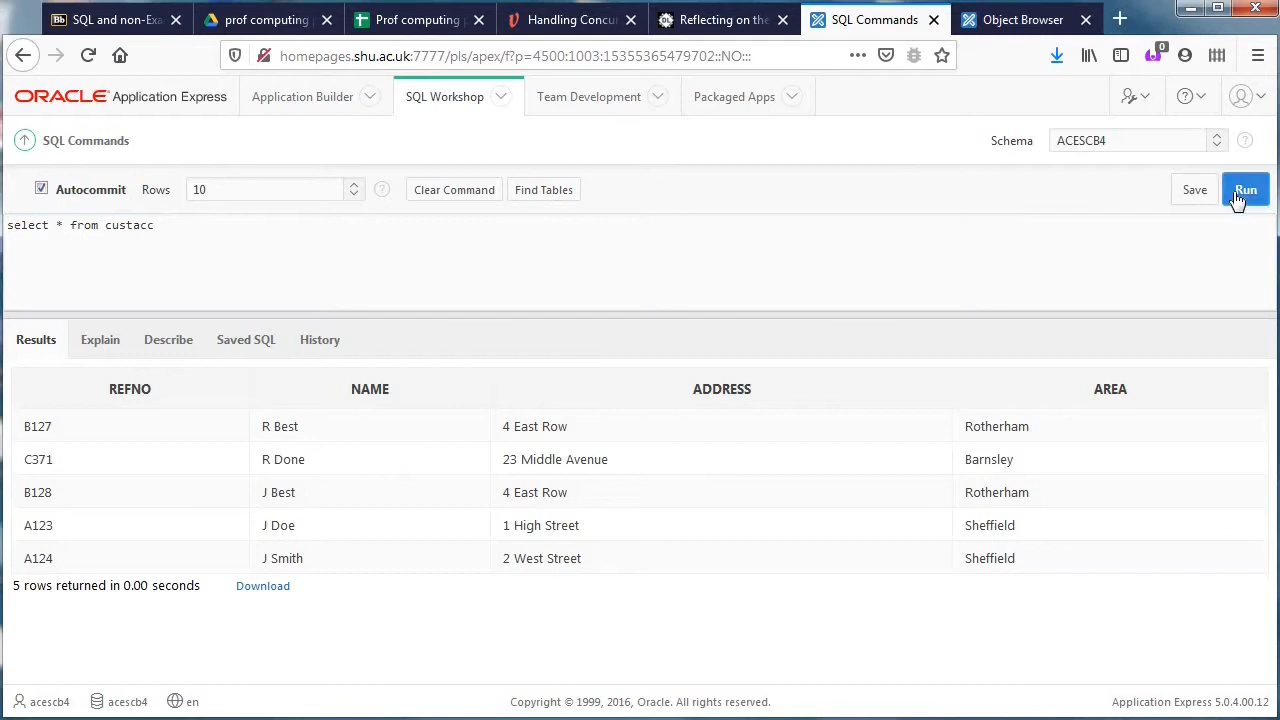 SQL and non-Exa
prof computing
Prof computing
Handling Concur
Reflecting on the
SQL Commands
Object Browser
homepages.shu.ac.uk:7777/pls/apex/f?p=4500:1003:15355365479702::NO:::
0
ORACLE Application Express
Application Builder
SQL Workshop
Team Development
Packaged Apps
SQL Commands
Schema
ACESCB4
Autocommit
Rows
10
Clear Command
Find Tables
Save
Run
select * from custacc
Results
Explain
Describe
Saved SQL
History
REFNO NAME ADDRESS AREA
B127 R Best 4 East Row Rotherham
C371 R Done 23 Middle Avenue Barnsley
B128 J Best 4 East Row Rotherham
A123 J Doe 1 High Street Sheffield
A124 J Smith 2 West Street Sheffield
5 rows returned in 0.00 seconds
Download
acescb4
acescb4
en
Copyright © 1999, 2016, Oracle. All rights reserved.
Application Express 5.0.4.00.12